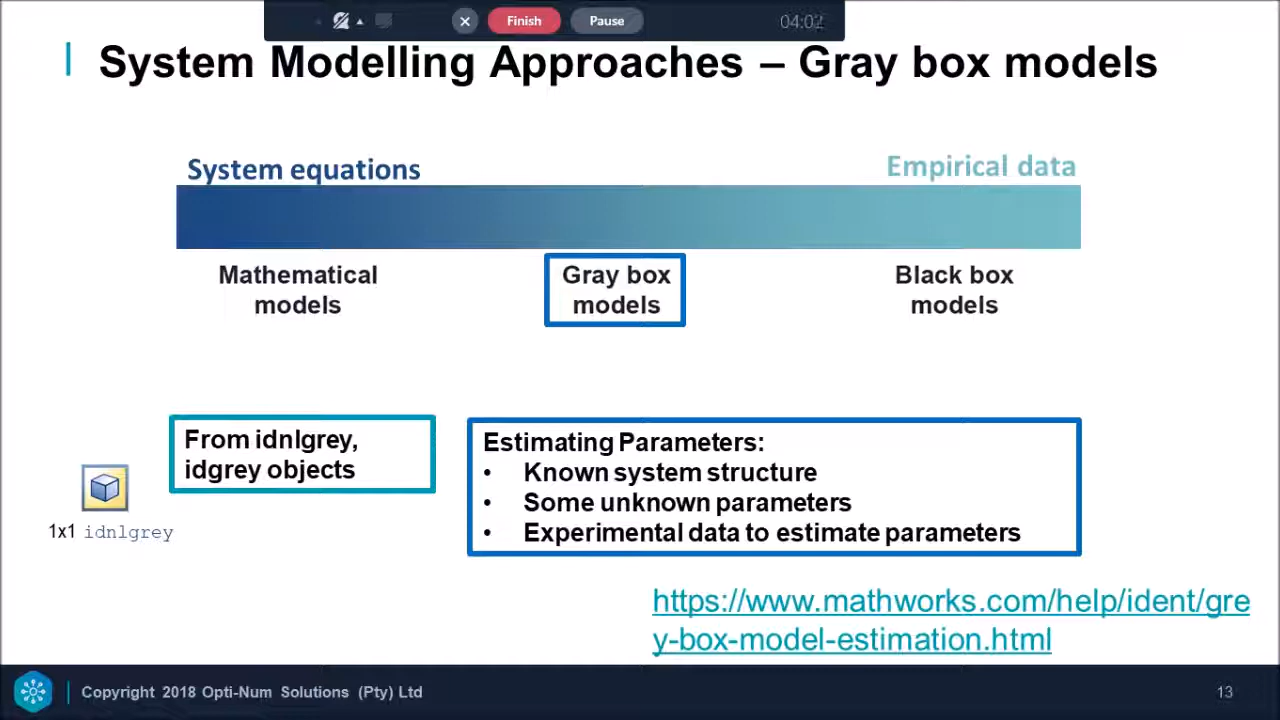 Finish
Pause
04:02
System Modelling Approaches – Gray box models
System equations
Empirical data
Mathematical
models
Gray box
models
Black box
models
From idnlgrey,
idgrey objects
1x1 idnlgrey
Estimating Parameters:
• Known system structure
• Some unknown parameters
• Experimental data to estimate parameters
https://www.mathworks.com/help/ident/gre
y-box-model-estimation.html
Copyright 2018 Opti-Num Solutions (Pty) Ltd
13